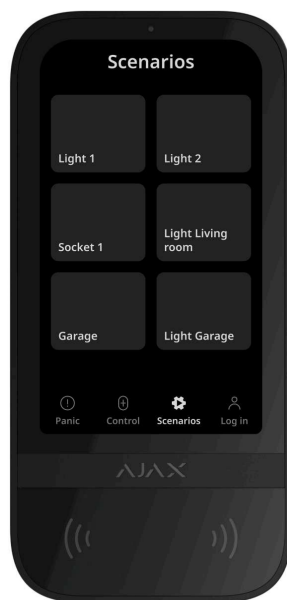 Scenarios
Light 1
Light 2
Socket 1
Light Living
room
Garage
Light Garage
Panic
Control
Scenarios
Log in
AJAX